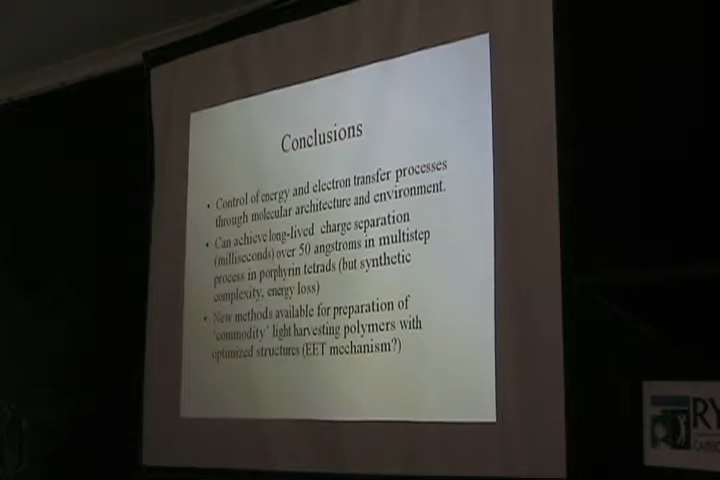 Conclusions
• Control of energy and electron transfer processes
through molecular architecture and environment.
• Can achieve long-lived charge separation
(milliseconds) over 50 angstroms in multistep
process in porphyrin tetrads (but synthetic
complexity, energy loss)
• New methods available for preparation of
'commodity' light harvesting polymers with
optimized structures (EET mechanism?)
RY